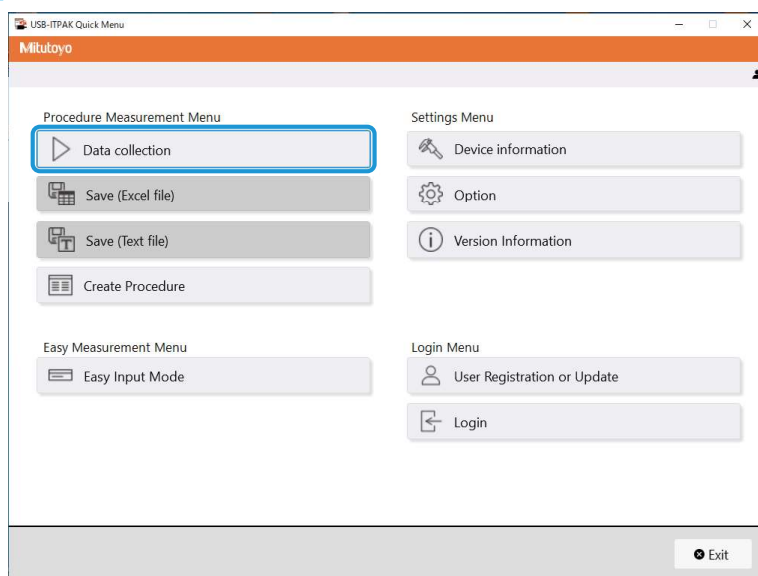 USB-ITPAK Quick Menu
Mitutoyo
Procedure Measurement Menu
Data collection
Save (Excel file)
Save (Text file)
Create Procedure
Easy Measurement Menu
Easy Input Mode
Settings Menu
Device information
Option
Version Information
Login Menu
User Registration or Update
Login
Exit